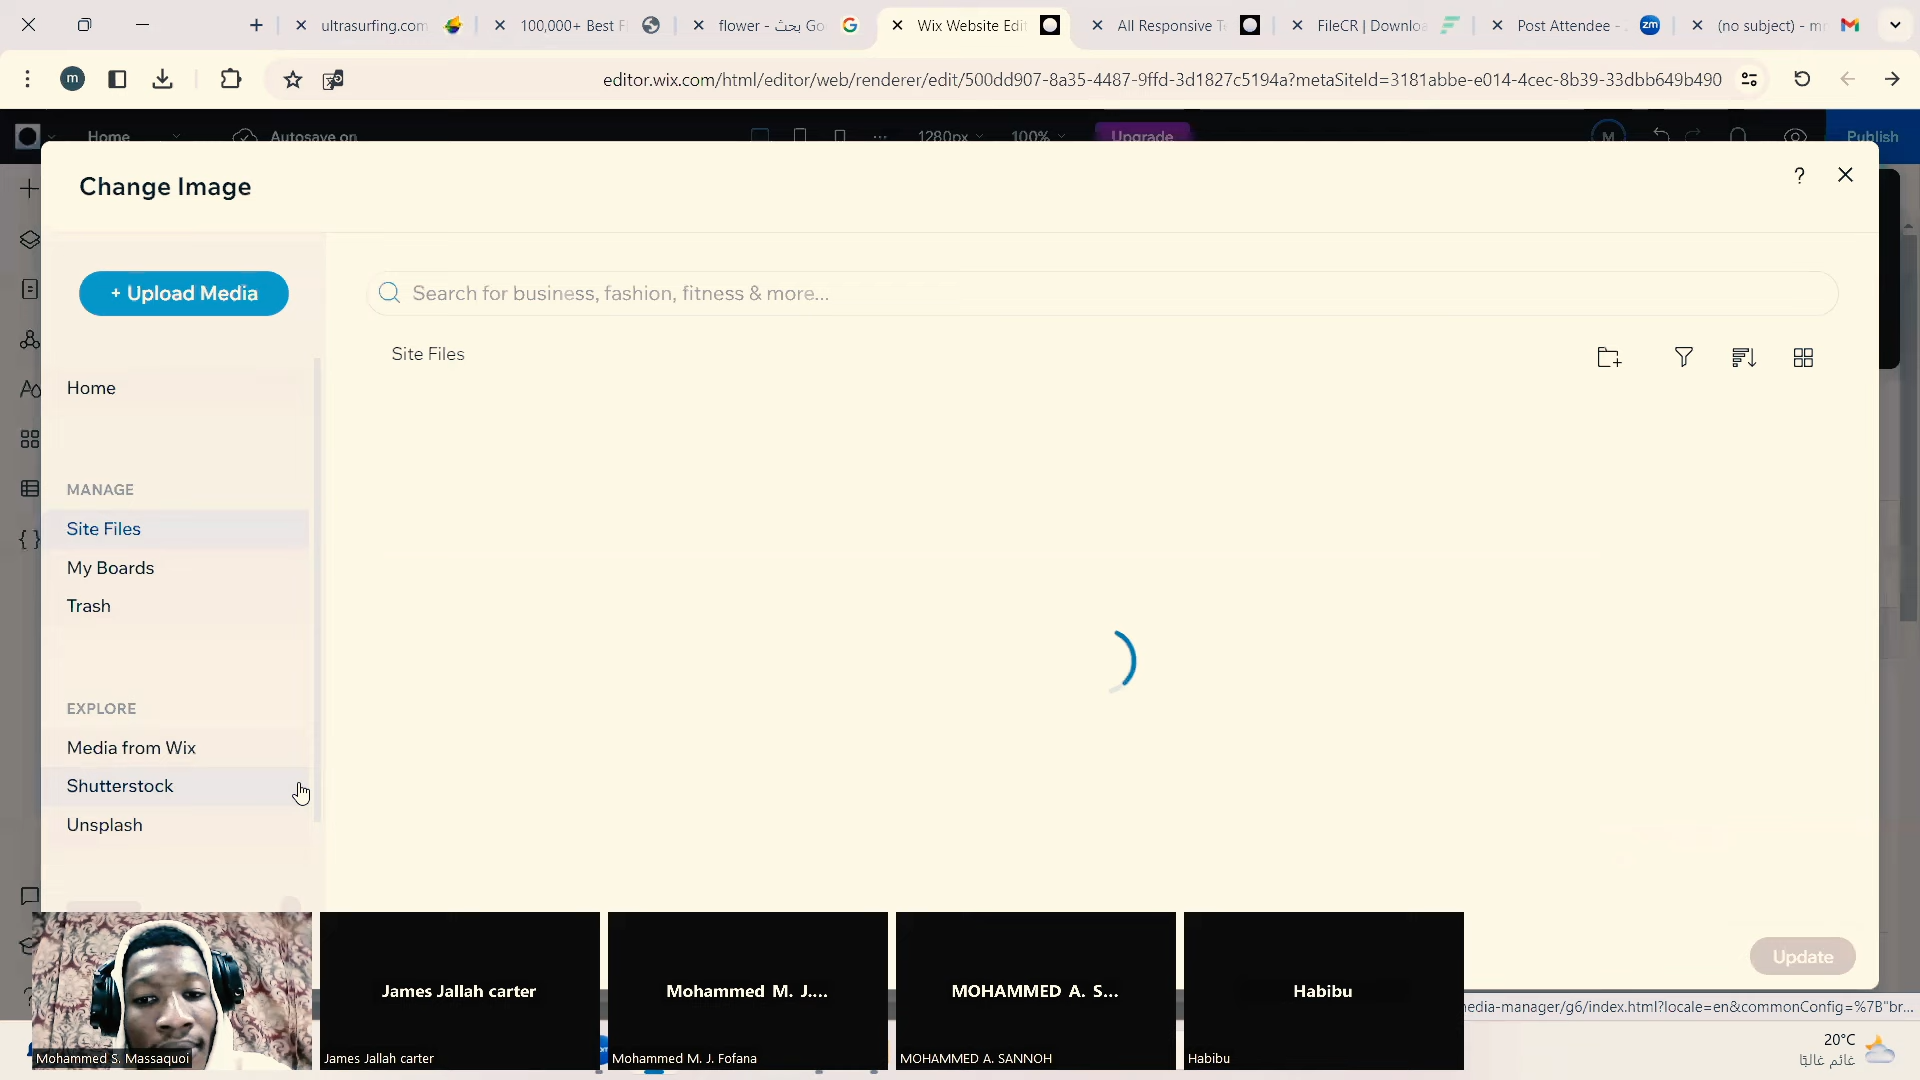 ultrasurfing.com
100,000+ Best F
flower - بحث Go
Wix Website Edit
All Responsive Te
FileCR | Downloa
Post Attendee -
zm
(no subject) - mr
m
editor.wix.com/html/editor/web/renderer/edit/500dd907-8a35-4487-9ffd-3d1827c5194a?metaSiteId=3181abbe-e014-4cec-8b39-33dbb649b490
Home
Autosave on
1280px
100%
Upgrade
M
Publish
Change Image
?
+ Upload Media
Search for business, fashion, fitness & more...
Site Files
Home
MANAGE
Site Files
My Boards
Trash
EXPLORE
Media from Wix
Shutterstock
Unsplash
Update
James Jallah carter
Mohammed M. J....
MOHAMMED A. S...
Habibu
Mohammed S. Massaquoi
James Jallah carter
Mohammed M. J. Fofana
MOHAMMED A. SANNOH
Habibu
edia-manager/g6/index.html?locale=en&commonConfig=%7B"br...
20°C
غائم غالبًا